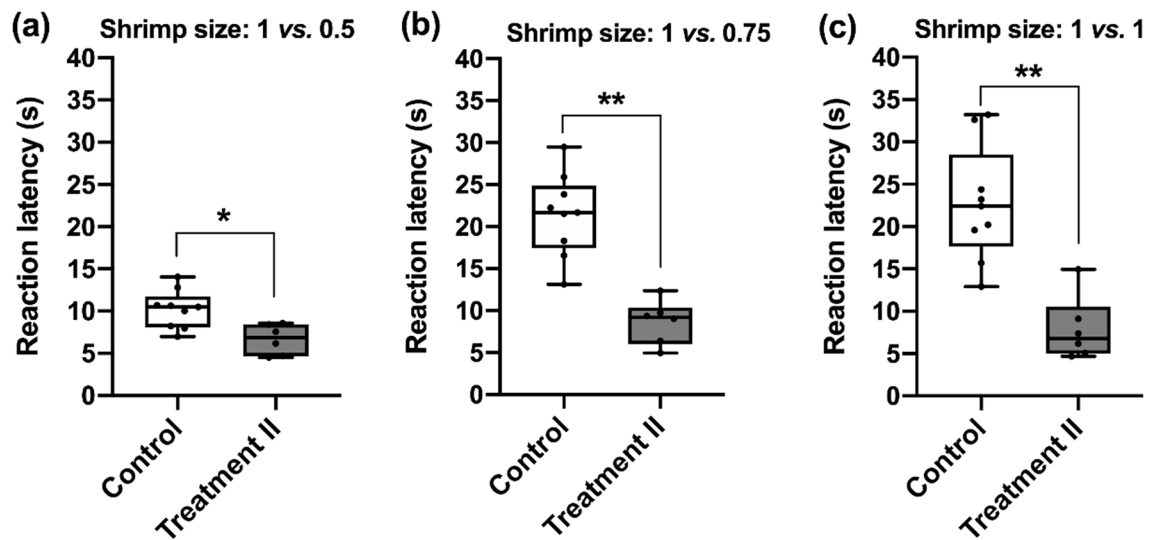 (a) Shrimp size: 1 vs. 0.5
Reaction latency (s)
40
35
30
25
20
15
10
5
0
*
Control
Treatment II
(b) Shrimp size: 1 vs. 0.75
Reaction latency (s)
40
35
30
25
20
15
10
5
0
**
Control
Treatment II
(c) Shrimp size: 1 vs. 1
Reaction latency (s)
40
35
30
25
20
15
10
5
0
**
Control
Treatment II